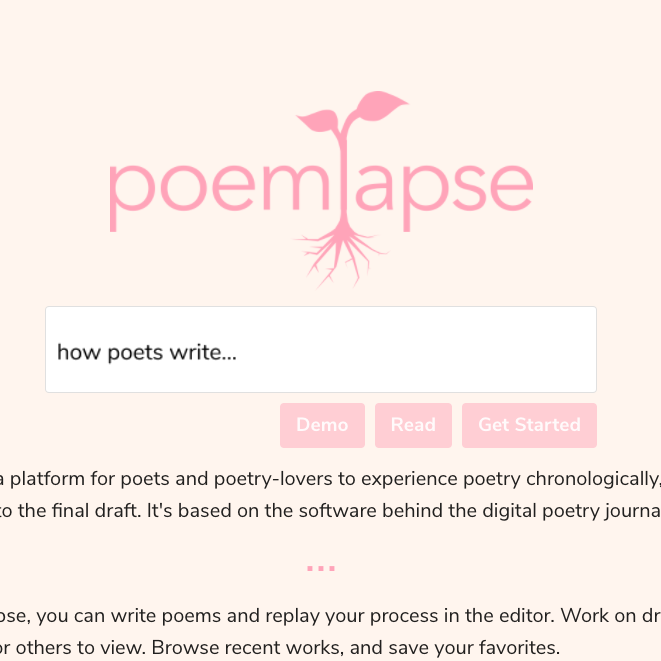 poemlapse
how poets write...
Demo Read Get Started
a platform for poets and poetry-lovers to experience poetry chronologically,
to the final draft. It's based on the software behind the digital poetry journa
...
pse, you can write poems and replay your process in the editor. Work on dr
or others to view. Browse recent works, and save your favorites.